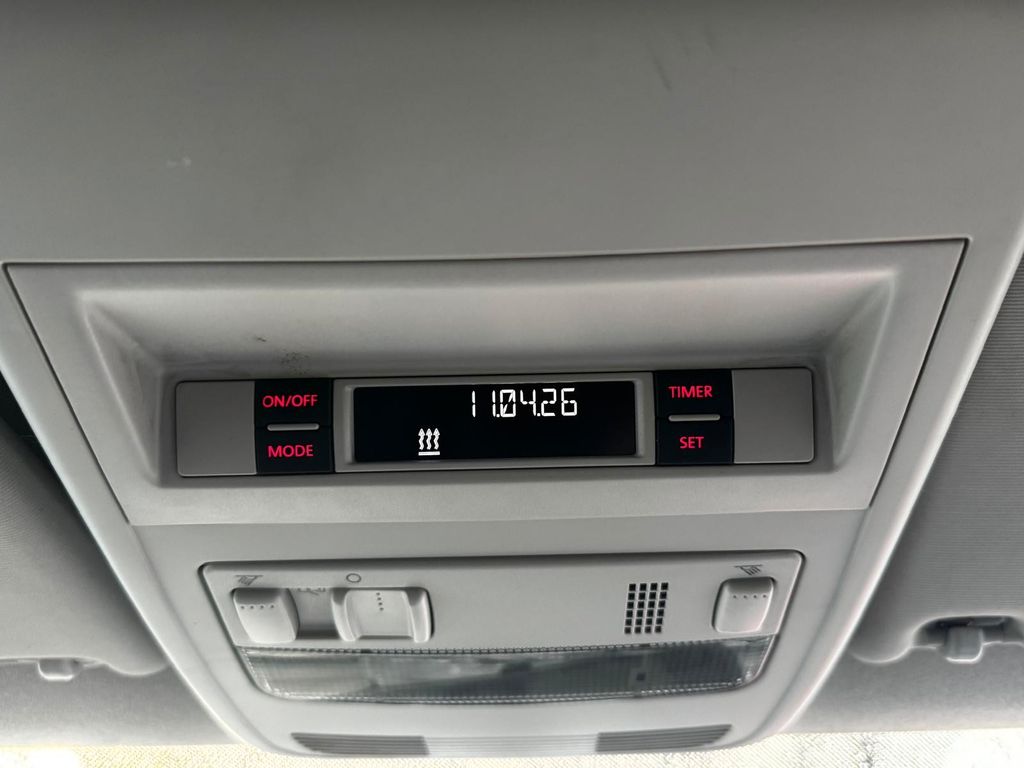 ON/OFF
MODE
11.04.26
TIMER
SET